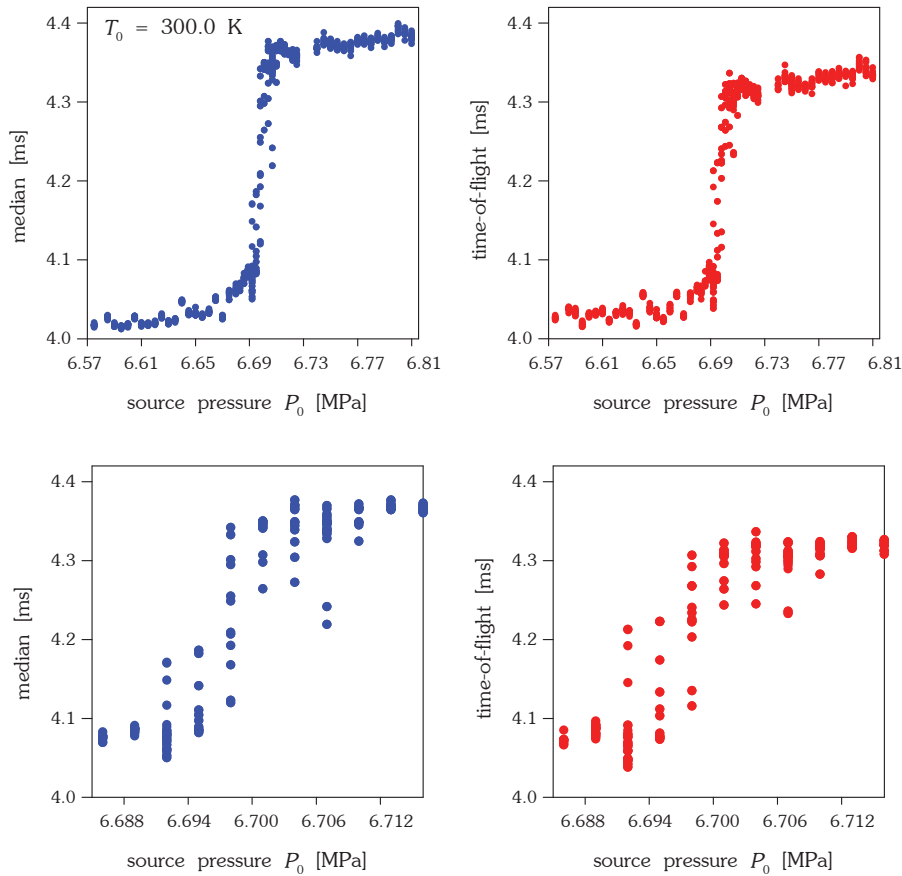 T₀ = 300.0 K
median [ms]
4.4
4.3
4.2
4.1
4.0
6.57 6.61 6.65 6.69 6.73 6.77 6.81
source pressure P₀ [MPa]
time-of-flight [ms]
4.4
4.3
4.2
4.1
4.0
6.57 6.61 6.65 6.69 6.73 6.77 6.81
source pressure P₀ [MPa]
median [ms]
4.4
4.3
4.2
4.1
4.0
6.688 6.694 6.700 6.706 6.712
source pressure P₀ [MPa]
time-of-flight [ms]
4.4
4.3
4.2
4.1
4.0
6.688 6.694 6.700 6.706 6.712
source pressure P₀ [MPa]